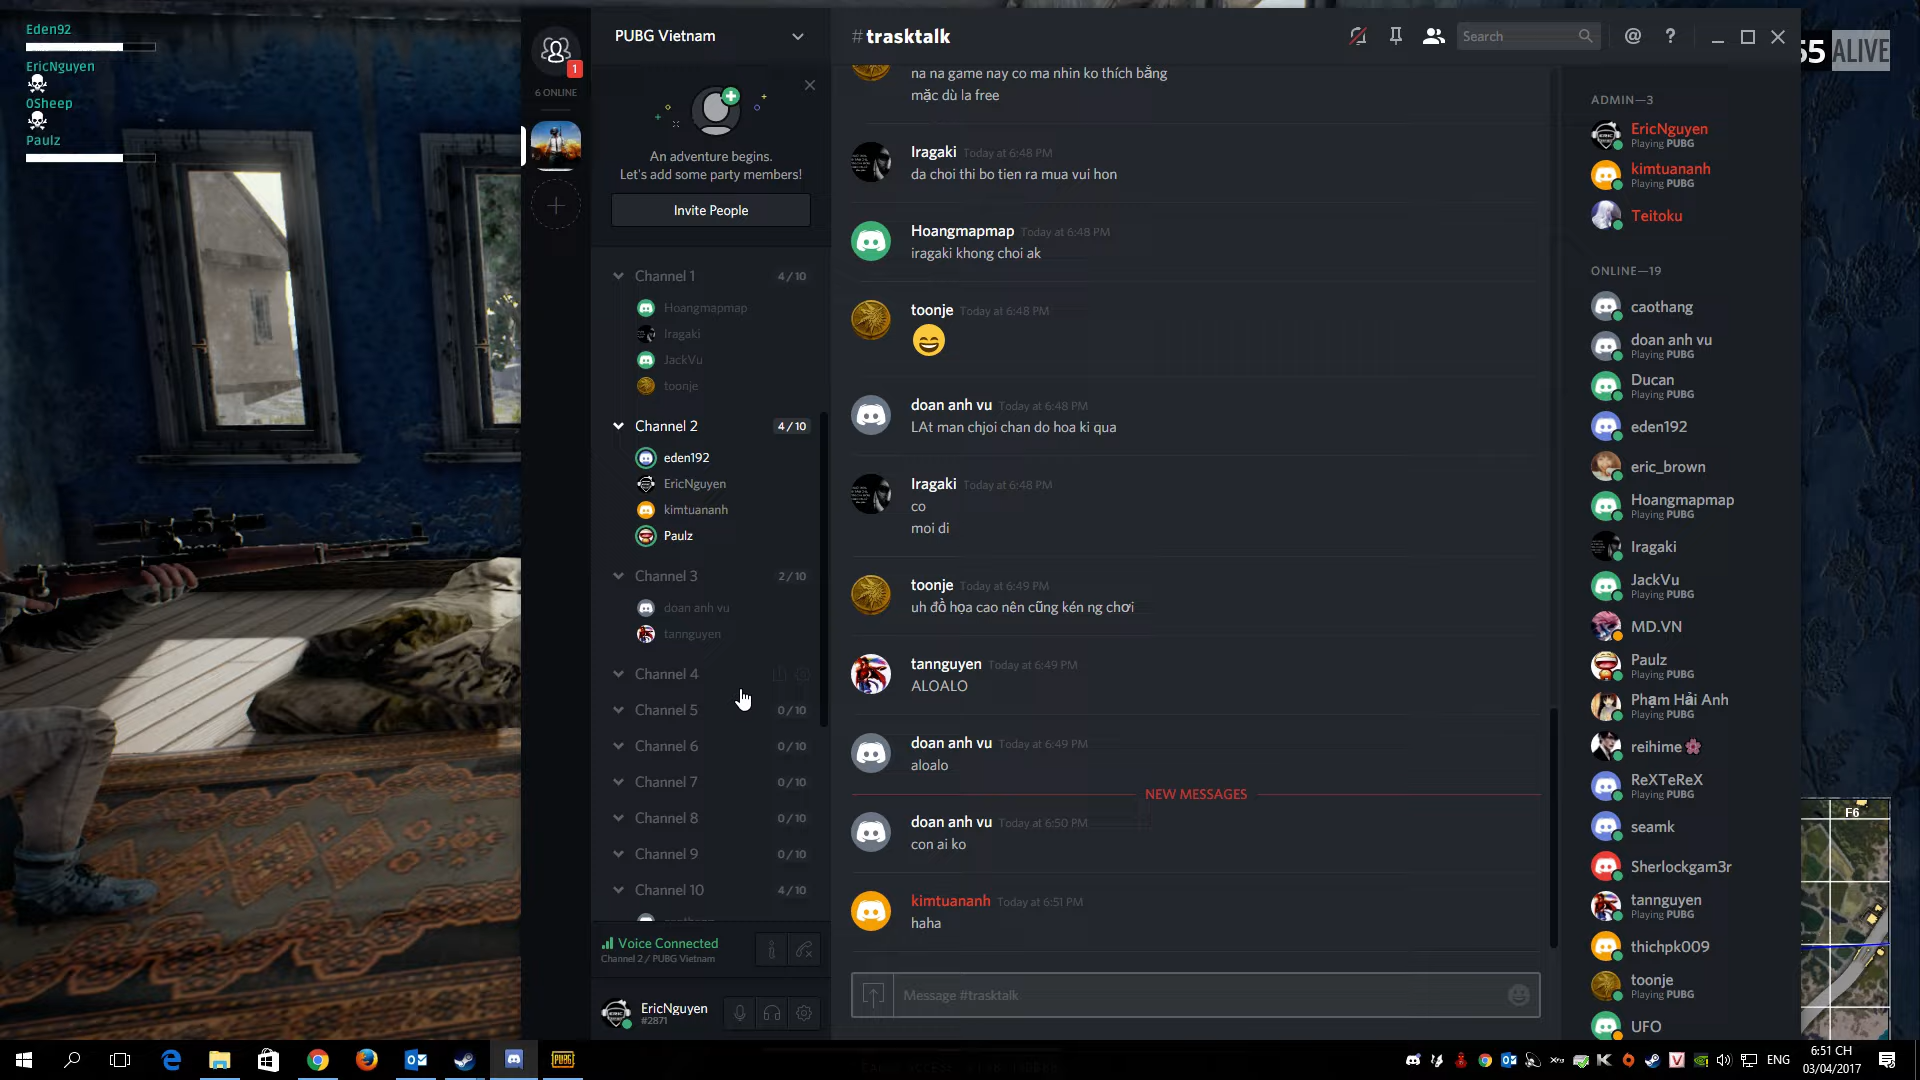 Eden92
EricNguyen
0Sheep
Paulz
1
6 ONLINE
PUBG Vietnam
An adventure begins.
Let's add some party members!
Invite People
Channel 1 4/10
Hoangmapmap
Iragaki
JackVu
toonje
Channel 2 4/10
eden192
EricNguyen
kimtuananh
Paulz
Channel 3 2/10
doan anh vu
tannguyen
Channel 4
Channel 5 0/10
Channel 6 0/10
Channel 7 0/10
Channel 8 0/10
Channel 9 0/10
Channel 10 4/10
Voice Connected
Channel 2 / PUBG Vietnam
EricNguyen
#2871
#trasktalk
Search
na na game nay co ma nhin ko thích bằng
mặc dù la free
Iragaki Today at 6:48 PM
da choi thi bo tien ra mua vui hon
Hoangmapmap Today at 6:48 PM
iragaki khong choi ak
toonje Today at 6:48 PM
doan anh vu Today at 6:48 PM
LAt man chjoi chan do hoa ki qua
Iragaki Today at 6:48 PM
co
moi di
toonje Today at 6:49 PM
uh đồ họa cao nên cũng kén ng chơi
tannguyen Today at 6:49 PM
ALOALO
doan anh vu Today at 6:49 PM
aloalo
NEW MESSAGES
doan anh vu Today at 6:50 PM
con ai ko
kimtuananh Today at 6:51 PM
haha
Message #trasktalk
55 ALIVE
ADMIN—3
EricNguyen
Playing PUBG
kimtuananh
Playing PUBG
Teitoku
ONLINE—19
caothang
doan anh vu
Playing PUBG
Ducan
Playing PUBG
eden192
eric_brown
Hoangmapmap
Playing PUBG
Iragaki
JackVu
Playing PUBG
MD.VN
Paulz
Playing PUBG
Phạm Hải Anh
Playing PUBG
reihime
ReXTeReX
Playing PUBG
seamk
Sherlockgam3r
tannguyen
Playing PUBG
thichpk009
toonje
Playing PUBG
UFO
F6
PUBG
ENG
6:51 CH
03/04/2017